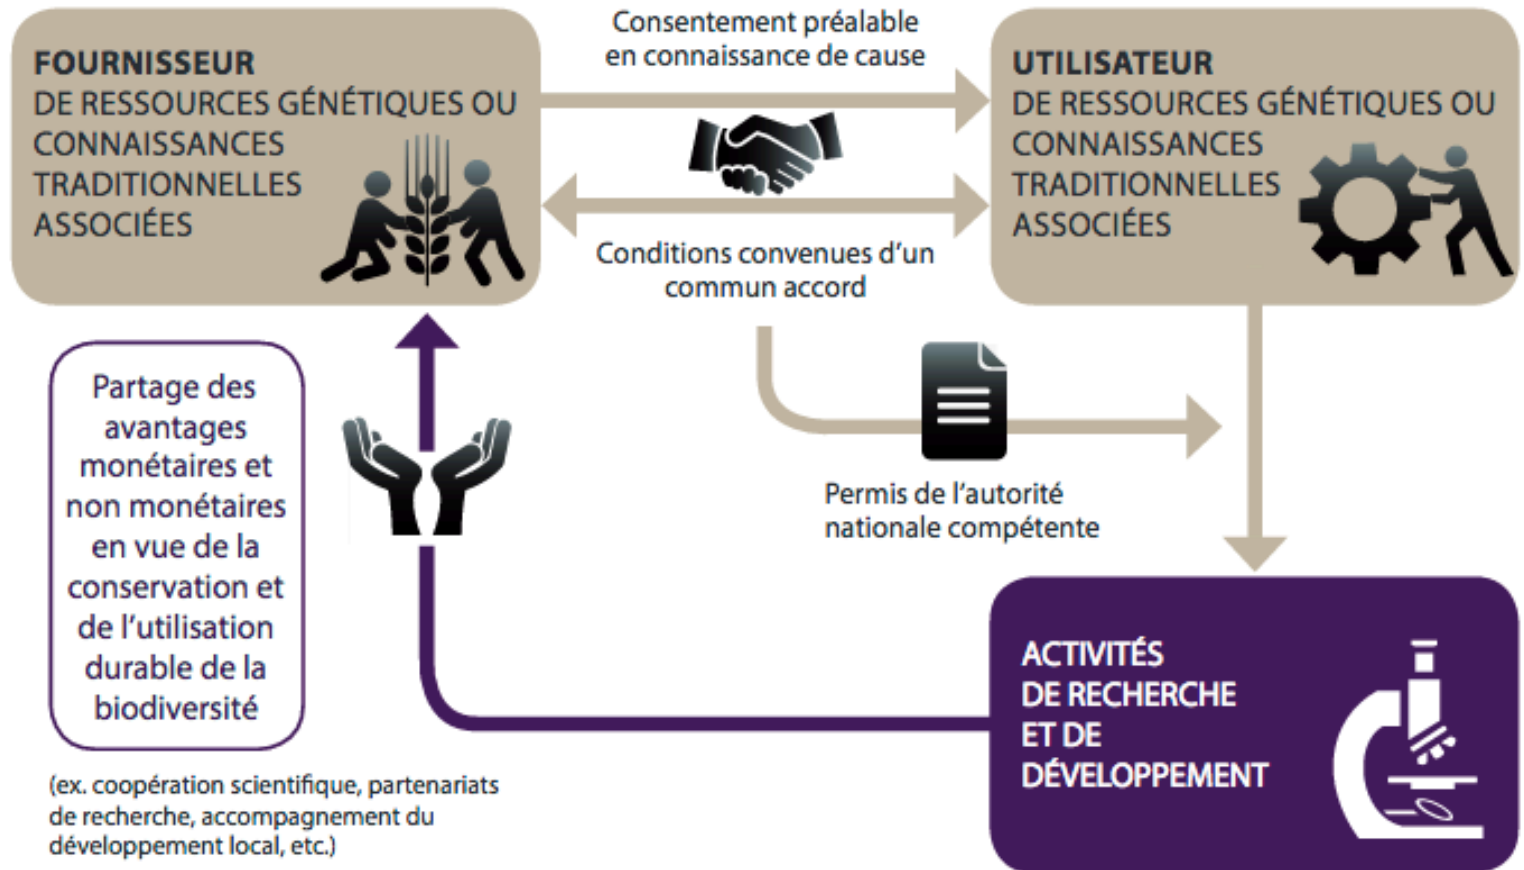 FOURNISSEUR
DE RESSOURCES GÉNÉTIQUES OU
CONNAISSANCES
TRADITIONNELLES
ASSOCIÉES
Consentement préalable
en connaissance de cause
Conditions convenues d’un
commun accord
UTILISATEUR
DE RESSOURCES GÉNÉTIQUES OU
CONNAISSANCES
TRADITIONNELLES
ASSOCIÉES
Permis de l’autorité
nationale compétente
Partage des
avantages
monétaires et
non monétaires
en vue de la
conservation et
de l’utilisation
durable de la
biodiversité
(ex. coopération scientifique, partenariats
de recherche, accompagnement du
développement local, etc.)
ACTIVITÉS
DE RECHERCHE
ET DE
DÉVELOPPEMENT